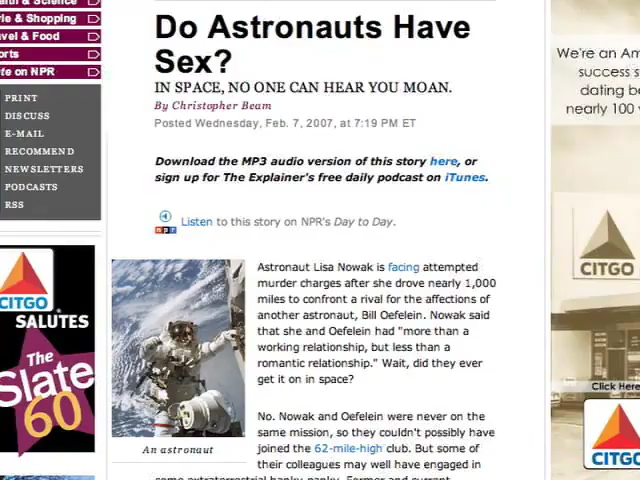 & Shopping
& Food
on NPR
PRINT
DISCUSS
E-MAIL
RECOMMEND
NEWSLETTERS
PODCASTS
RSS
CITGO
SALUTES
The
Slate
60
Do Astronauts Have
Sex?
IN SPACE, NO ONE CAN HEAR YOU MOAN.
By Christopher Beam
Posted Wednesday, Feb. 7, 2007, at 7:19 PM ET
Download the MP3 audio version of this story here, or
sign up for The Explainer's free daily podcast on iTunes.
npr
Listen to this story on NPR's Day to Day.
An astronaut
Astronaut Lisa Nowak is facing attempted
murder charges after she drove nearly 1,000
miles to confront a rival for the affections of
another astronaut, Bill Oefelein. Nowak said
that she and Oefelein had "more than a
working relationship, but less than a
romantic relationship." Wait, did they ever
get it on in space?
No. Nowak and Oefelein were never on the
same mission, so they couldn't possibly have
joined the 62-mile-high club. But some of
their colleagues may well have engaged in
We're an Am
success s
dating b
nearly 100
CITGO
Click Here
CITGO